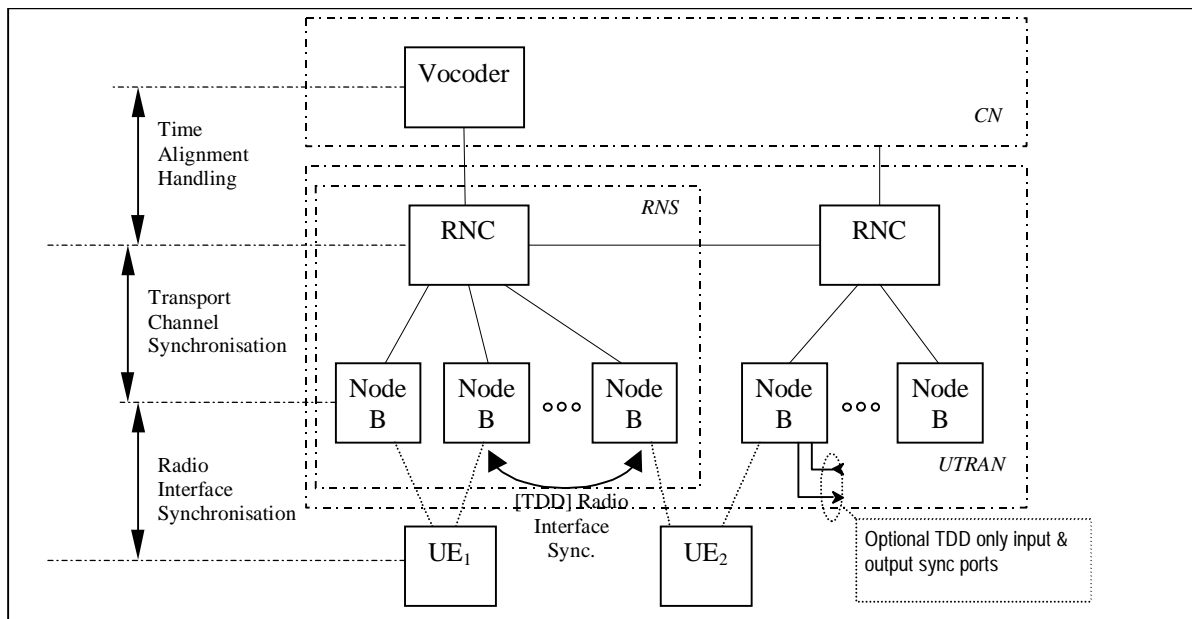 Vocoder
CN
Time
Alignment
Handling
RNS
RNC
RNC
Transport
Channel
Synchronisation
Node
B
Node
B
Node
B
Node
B
Node
B
UTRAN
Radio
Interface
Synchronisation
[TDD] Radio
Interface
Sync.
UE1
UE2
Optional TDD only input &
output sync ports